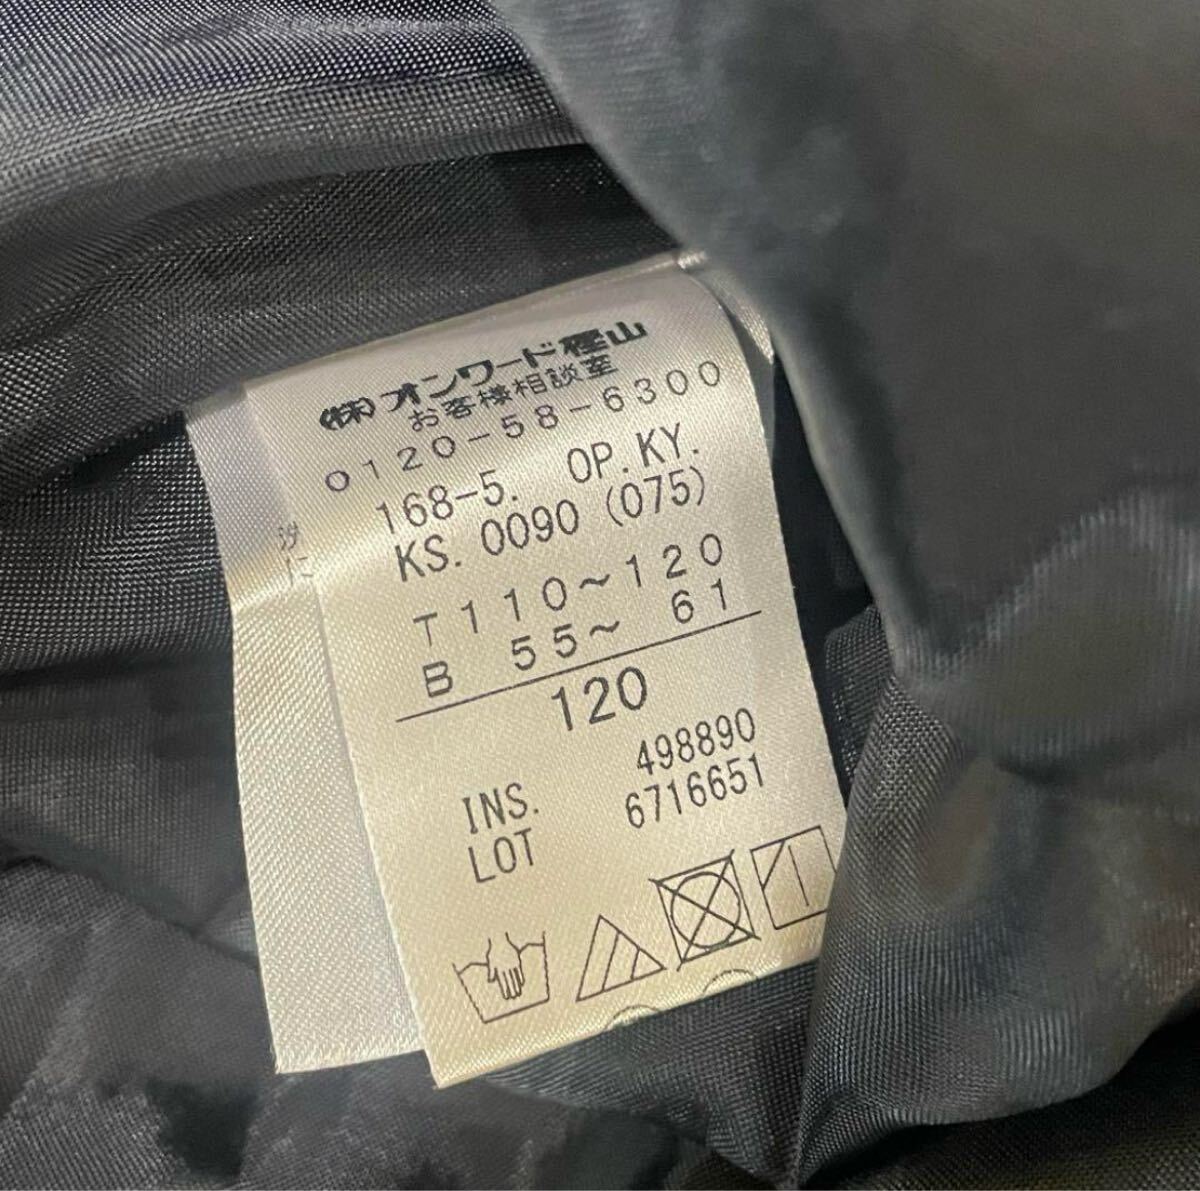 (株)オンワード樫山
お客様相談室
0120-58-6300
168-5. OP.KY.
KS. 0090 (075)
T110～120
B 55～ 61
120
INS. 498890
LOT 6716651
に